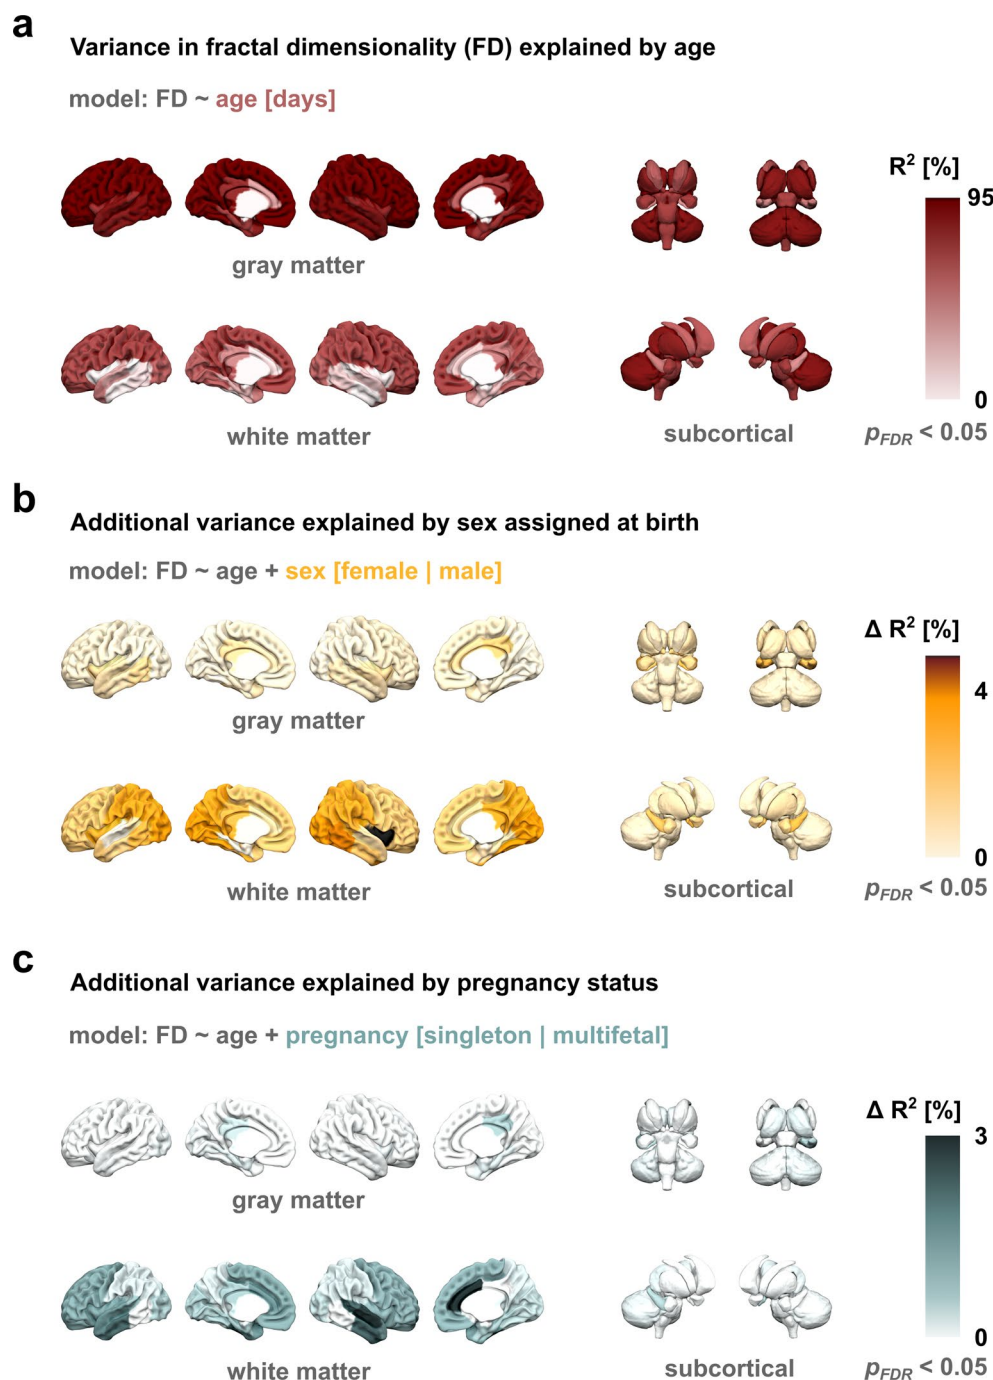 a
Variance in fractal dimensionality (FD) explained by age
model: FD ~ age [days]
gray matter
white matter
subcortical
R² [%]
95
0
pFDR < 0.05
b
Additional variance explained by sex assigned at birth
model: FD ~ age + sex [female | male]
gray matter
white matter
subcortical
Δ R² [%]
4
0
pFDR < 0.05
c
Additional variance explained by pregnancy status
model: FD ~ age + pregnancy [singleton | multifetal]
gray matter
white matter
subcortical
Δ R² [%]
3
0
pFDR < 0.05